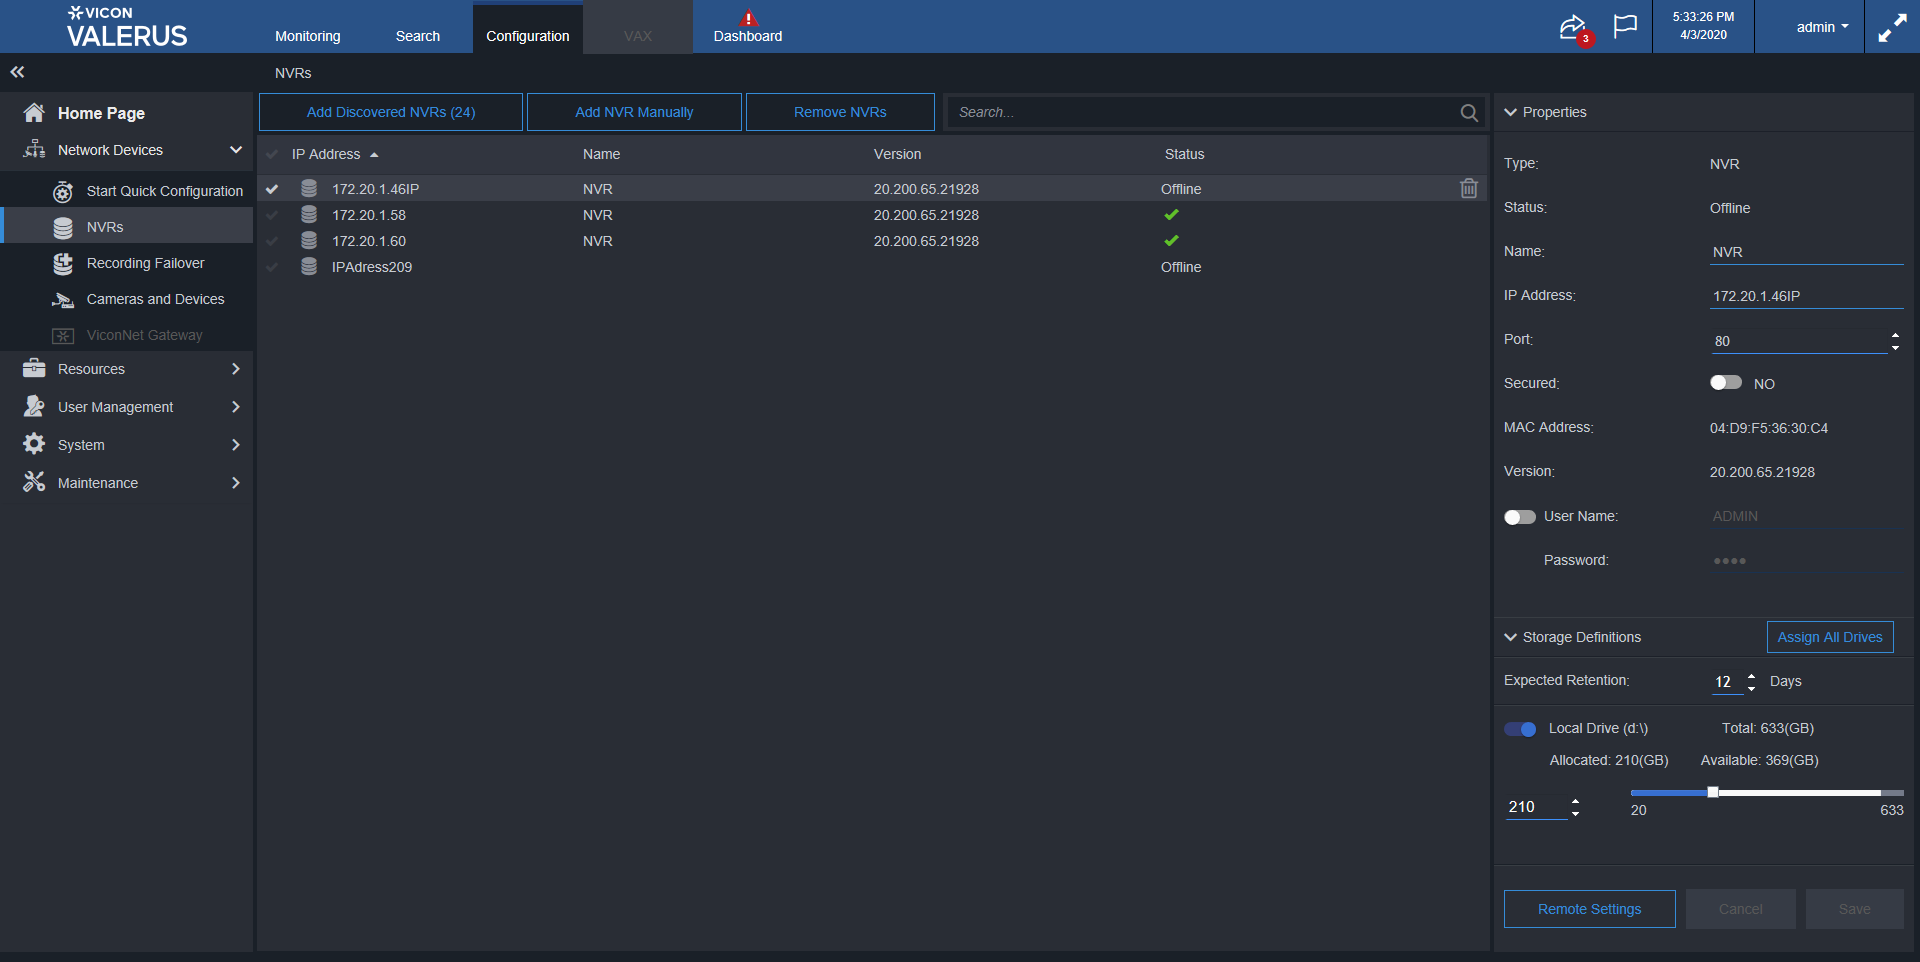 VICON
VALERUS
Monitoring
Search
Configuration
VAX
Dashboard
3
5:33:26 PM
4/3/2020
admin
NVRs
Home Page
Network Devices
Start Quick Configuration
NVRs
Recording Failover
Cameras and Devices
ViconNet Gateway
Resources
User Management
System
Maintenance
Add Discovered NVRs (24)
Add NVR Manually
Remove NVRs
Search...
IP Address Name Version Status
172.20.1.46IP NVR 20.200.65.21928 Offline
172.20.1.58 NVR 20.200.65.21928
172.20.1.60 NVR 20.200.65.21928
IPAdress209 Offline
Properties
Type: NVR
Status: Offline
Name: NVR
IP Address: 172.20.1.46IP
Port: 80
Secured: NO
MAC Address: 04:D9:F5:36:30:C4
Version: 20.200.65.21928
User Name: ADMIN
Password: ●●●●
Storage Definitions
Assign All Drives
Expected Retention: 12 Days
Local Drive (d:\) Total: 633(GB)
Allocated: 210(GB) Available: 369(GB)
210
20 633
Remote Settings
Cancel
Save